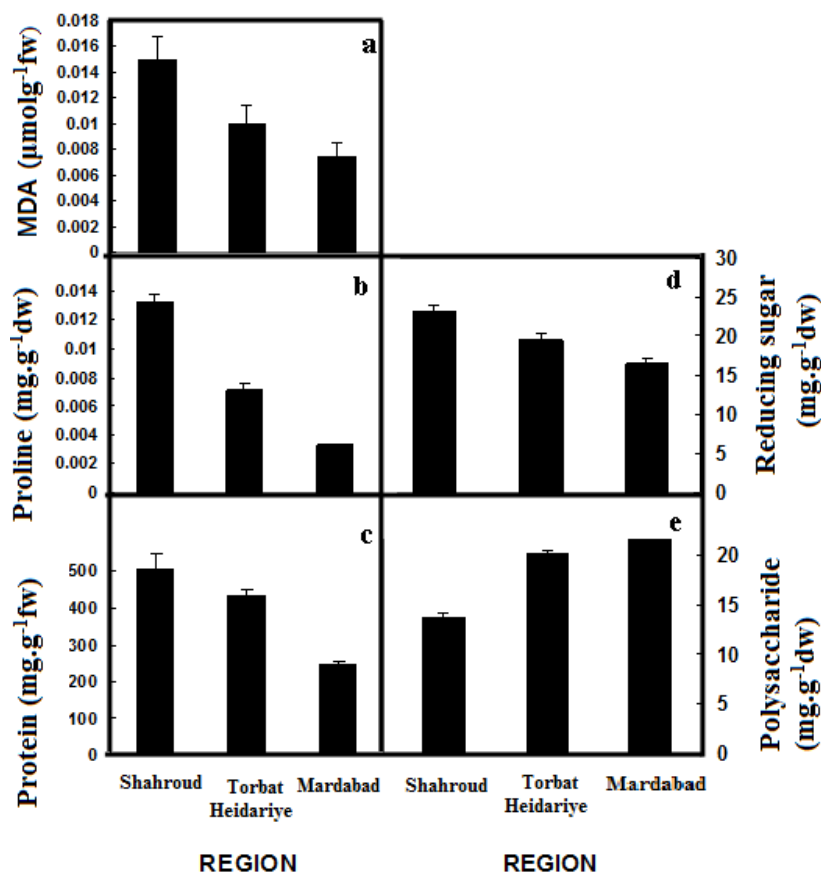 MDA (µmolg⁻¹fw)
0.018
0.016
0.014
0.012
0.01
0.008
0.006
0.004
0.002
0
a
Proline (mg.g⁻¹dw)
0.014
0.012
0.01
0.008
0.006
0.004
0.002
0
b
d
30
25
20
15
10
5
0
Reducing sugar
(mg.g⁻¹dw)
Protein (mg.g⁻¹fw)
500
400
300
200
100
0
c
e
20
15
10
5
0
Polysaccharide
(mg.g⁻¹dw)
Shahroud
Torbat
Heidariye
Mardabad
Shahroud
Torbat
Heidariye
Mardabad
REGION
REGION